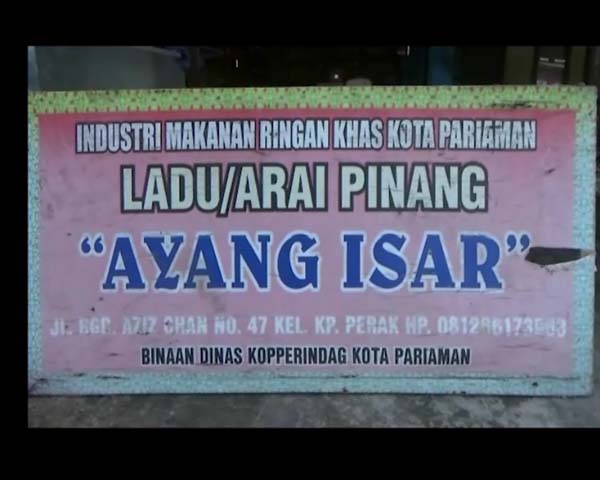 INDUSTRI MAKANAN RINGAN KHAS KOTA PARIAMAN
LADU/ARAI PINANG
"AYANG ISAR"
JL. BGD. AZIZ CHAN NO. 47 KEL. KP. PERAK HP.
BINAAN DINAS KOPPERINDAG KOTA PARIAMAN